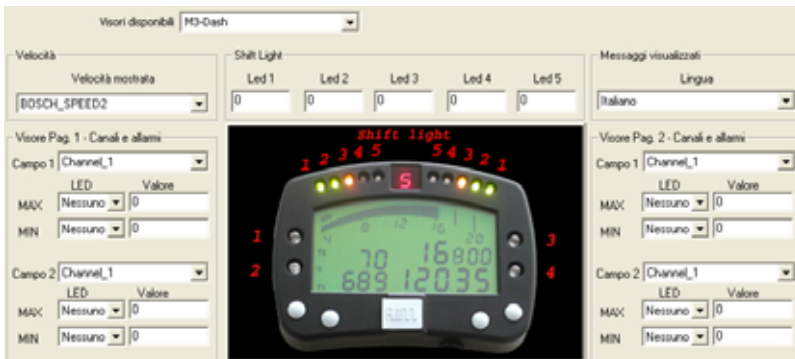 Visori disponibili M3-Dash
Velocità
Velocità mostrata
BOSCH_SPEED2
Shift Light
Led 1 Led 2 Led 3 Led 4 Led 5
0 0 0 0 0
Messaggi visualizzati
Lingua
Italiano
Visore Pag. 1 - Canali e allarmi
Campo 1 Channel_1
LED Valore
MAX Nessuno 0
MIN Nessuno 0
Campo 2 Channel_1
LED Valore
MAX Nessuno 0
MIN Nessuno 0
Shift light
1 2 3 4 5 5 4 3 2 1
5
4 8 12 16 20
70 16800
689 12035
1
2
3
4
Visore Pag. 2 - Canali e allarmi
Campo 1 Channel_1
LED Valore
MAX Nessuno 0
MIN Nessuno 0
Campo 2 Channel_1
LED Valore
MAX Nessuno 0
MIN Nessuno 0